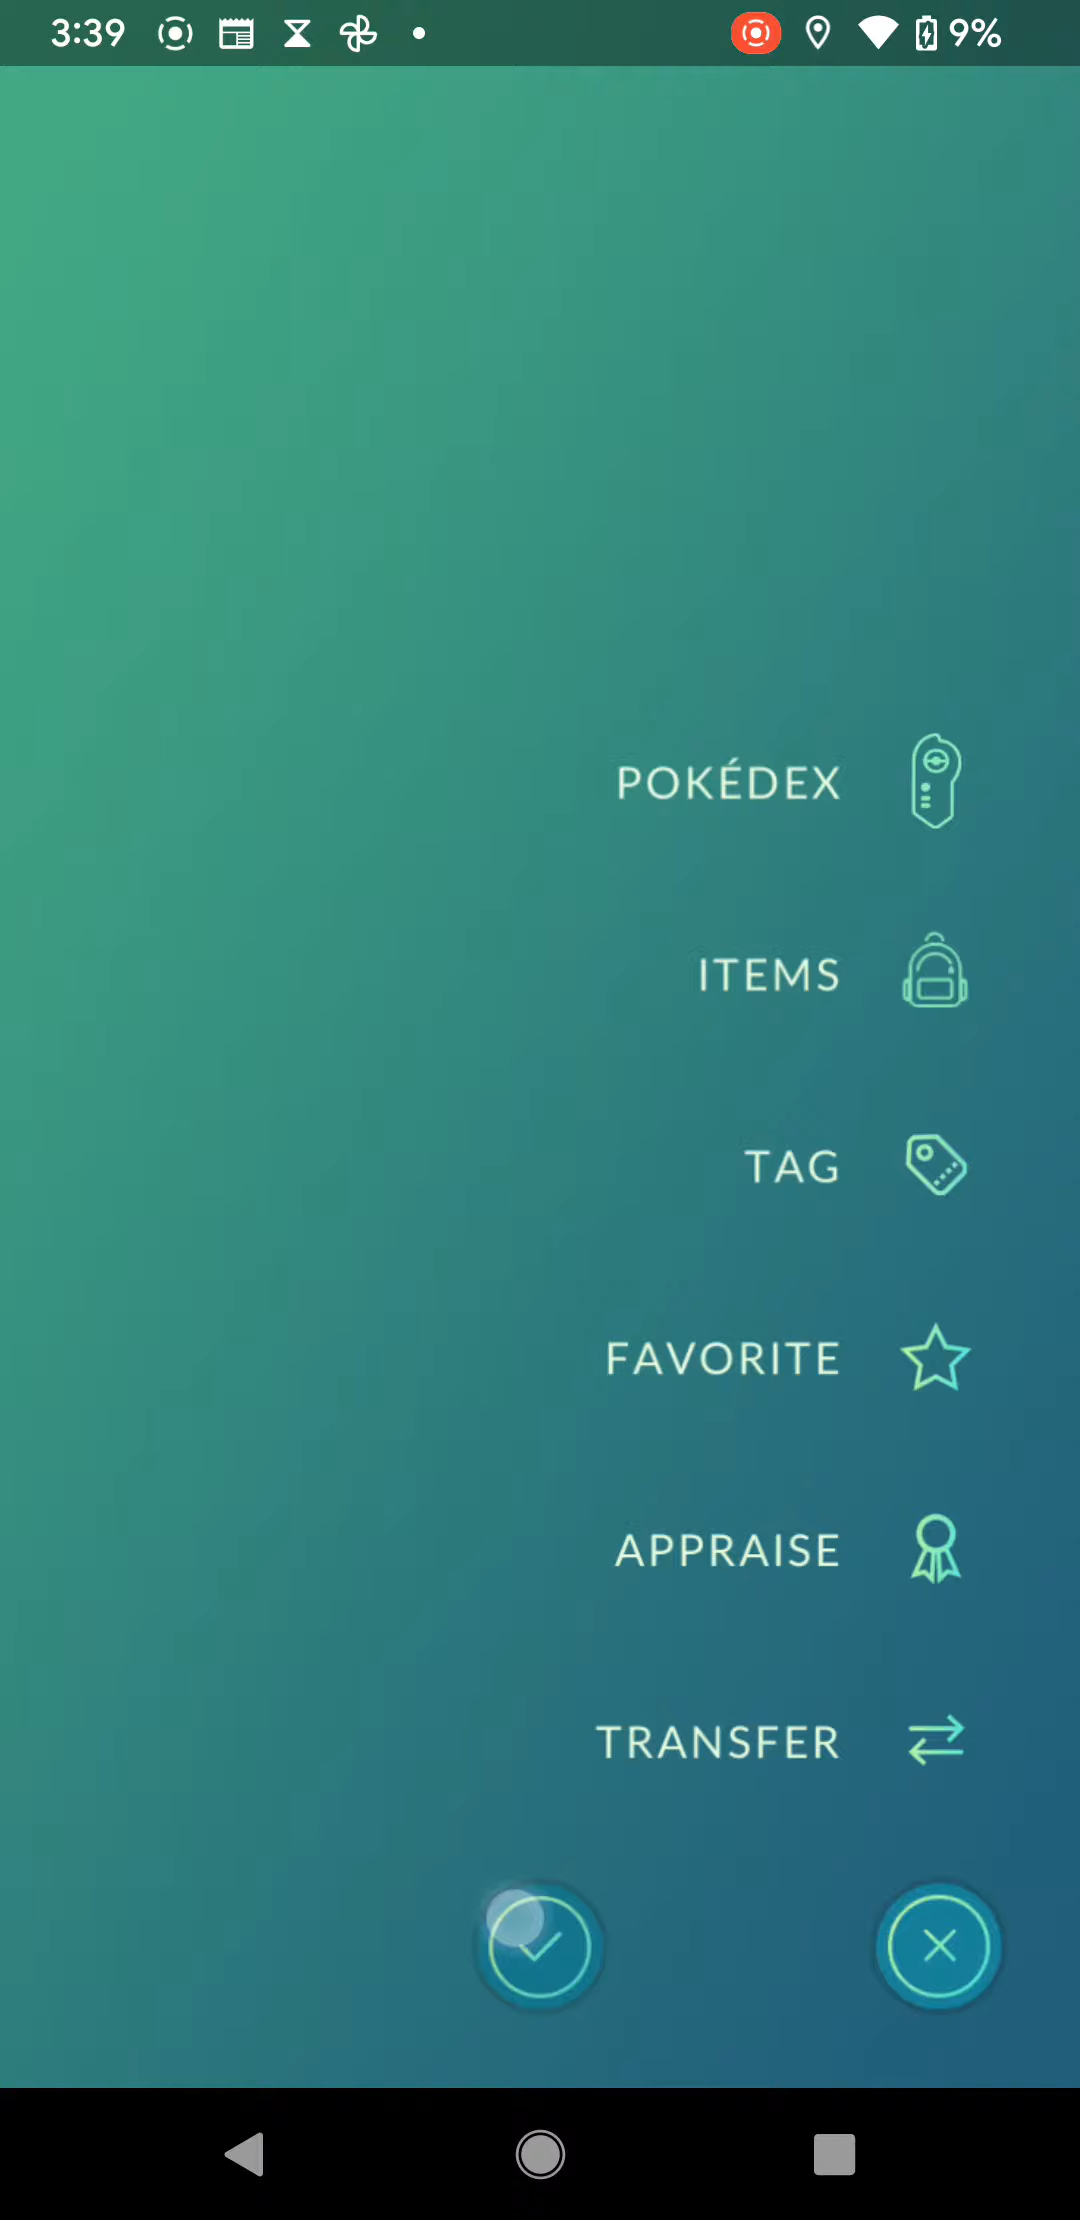 3:39
9%
POKÉDEX
ITEMS
TAG
FAVORITE
APPRAISE
TRANSFER